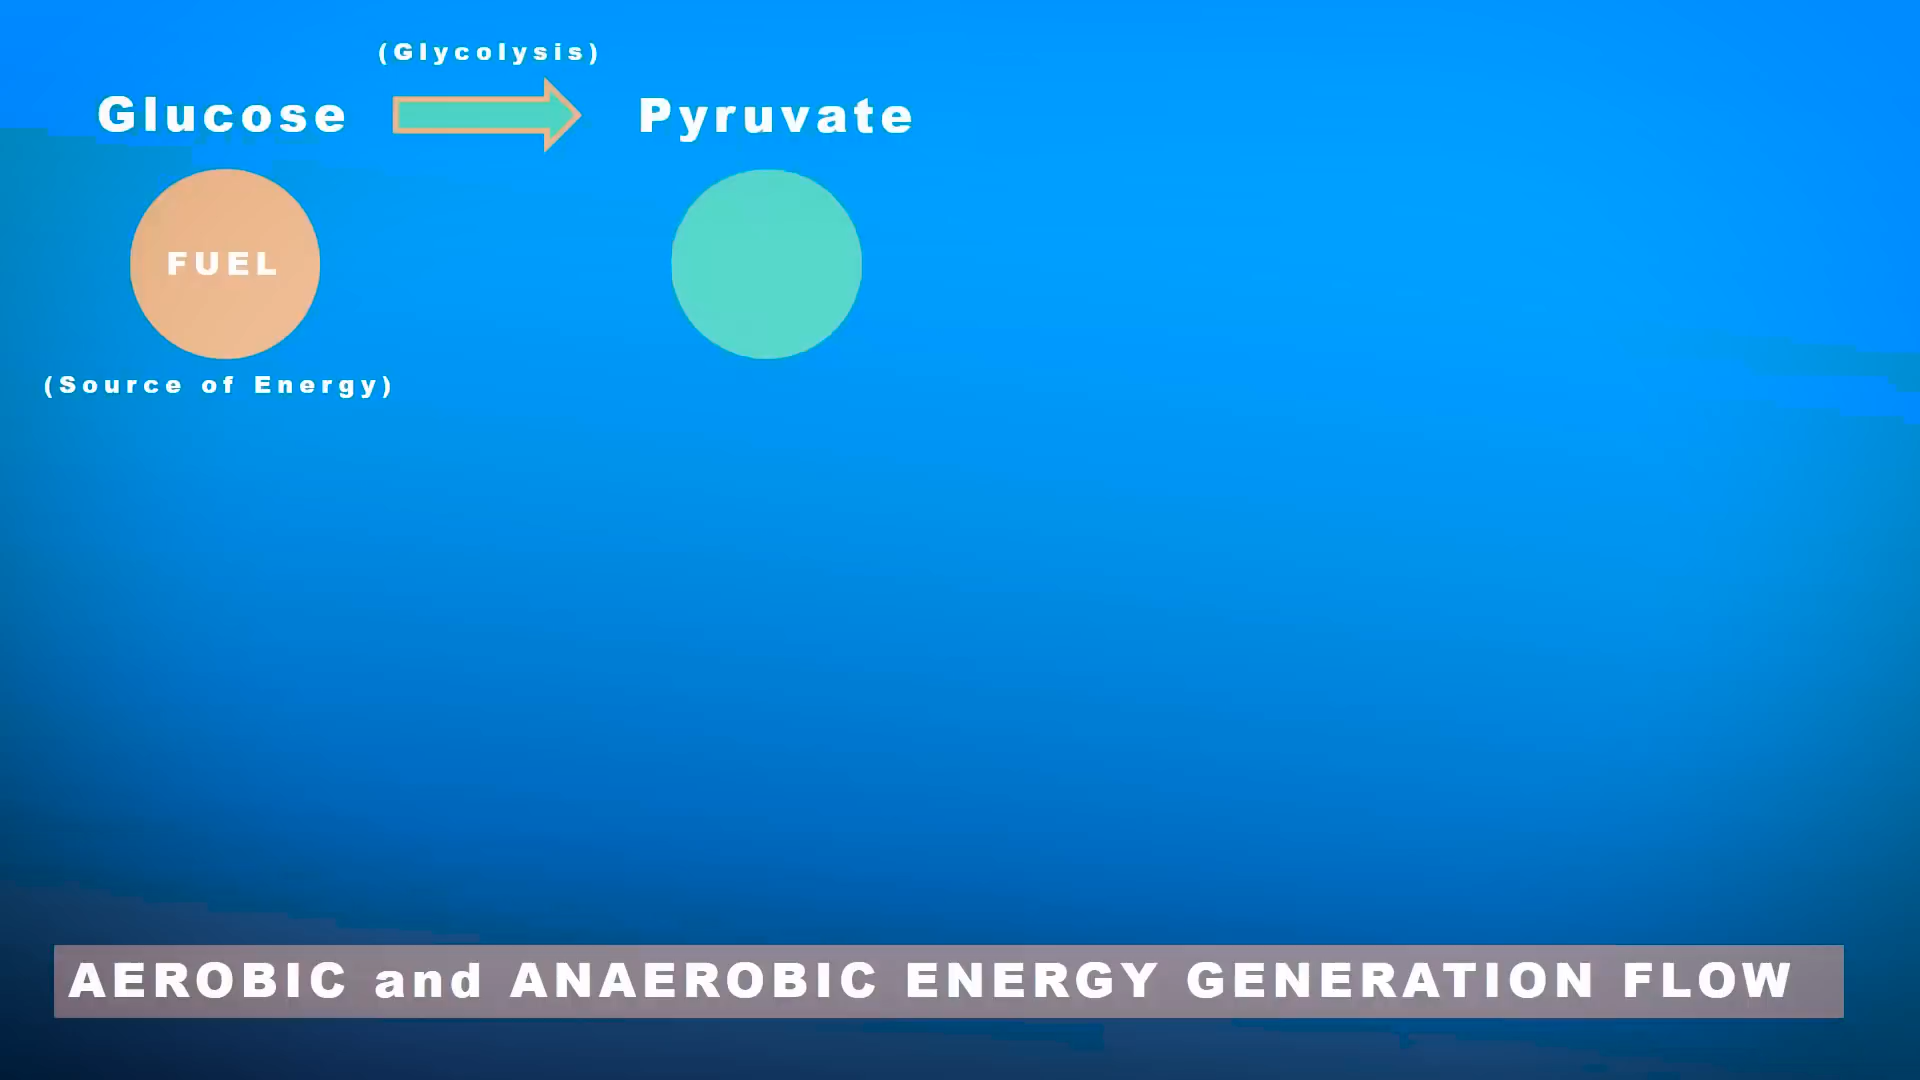 (Glycolysis)
Glucose
Pyruvate
FUEL
(Source of Energy)
AEROBIC and ANAEROBIC ENERGY GENERATION FLOW